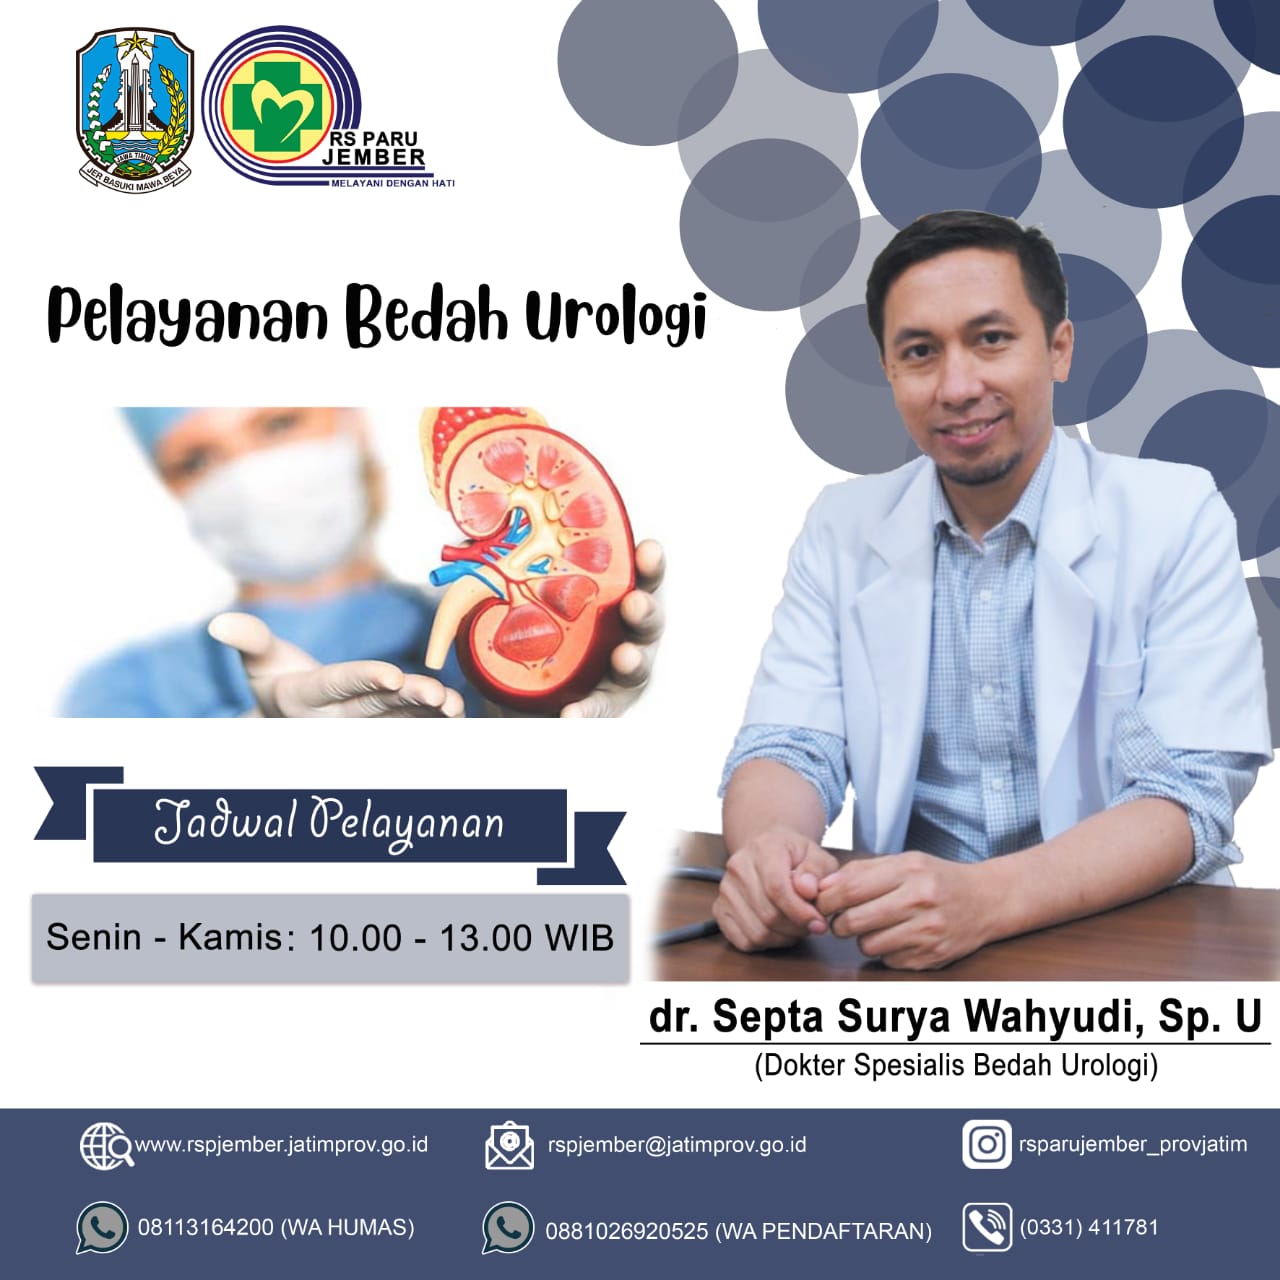 JAWA TIMUR
JER BASUKI MAWA BEYA
RS PARU
JEMBER
MELAYANI DENGAN HATI
Pelayanan Bedah Urologi
Jadwal Pelayanan
Senin - Kamis : 10.00 - 13.00 WIB
dr. Septa Surya Wahyudi, Sp. U
(Dokter Spesialis Bedah Urologi)
www.rspjember.jatimprov.go.id
rspjember@jatimprov.go.id
rsparujember_provjatim
08113164200 (WA HUMAS)
0881026920525 (WA PENDAFTARAN)
(0331) 411781